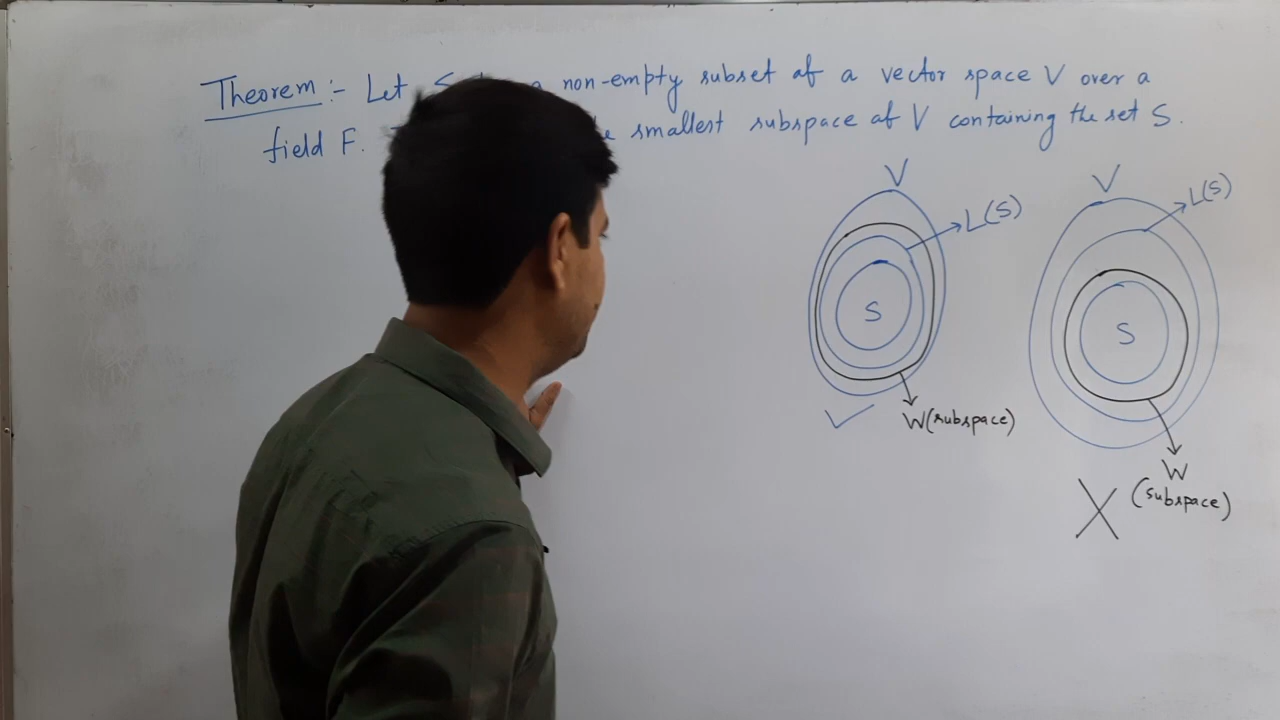 Theorem :- Let S a non-empty subset of a vector space V over a
field F. smallest subspace of V containing the set S.
V
V
L(S)
L(S)
S
S
W(subspace)
W
(subspace)